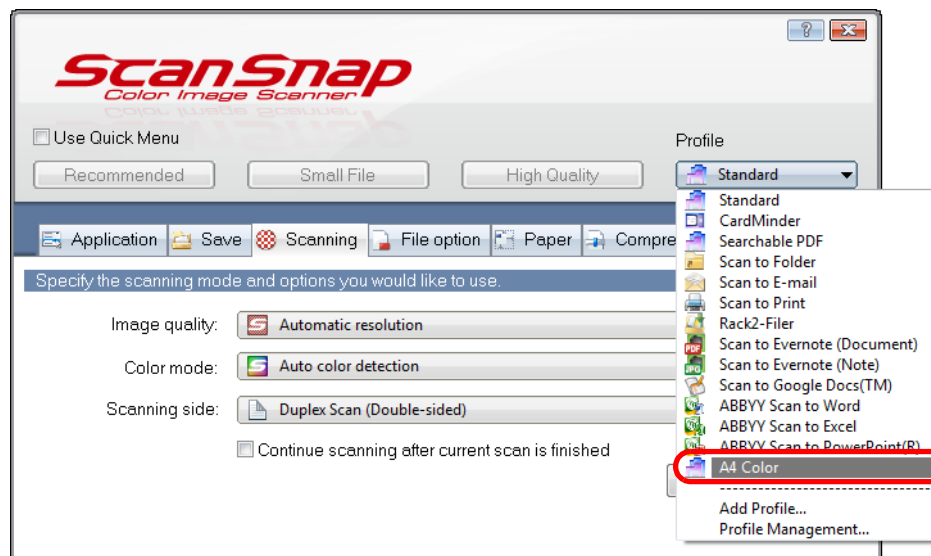 ScanSnap
Color Image Scanner
Use Quick Menu
Profile
Recommended
Small File
High Quality
Standard
Standard
CardMinder
Searchable PDF
Scan to Folder
Scan to E-mail
Scan to Print
Rack2-Filer
Scan to Evernote (Document)
Scan to Evernote (Note)
Scan to Google Docs(TM)
ABBYY Scan to Word
ABBYY Scan to Excel
ABBYY Scan to PowerPoint(R)
A4 Color
Add Profile...
Profile Management...
Application
Save
Scanning
File option
Paper
Compre
Specify the scanning mode and options you would like to use.
Image quality:
Automatic resolution
Color mode:
Auto color detection
Scanning side:
Duplex Scan (Double-sided)
Continue scanning after current scan is finished